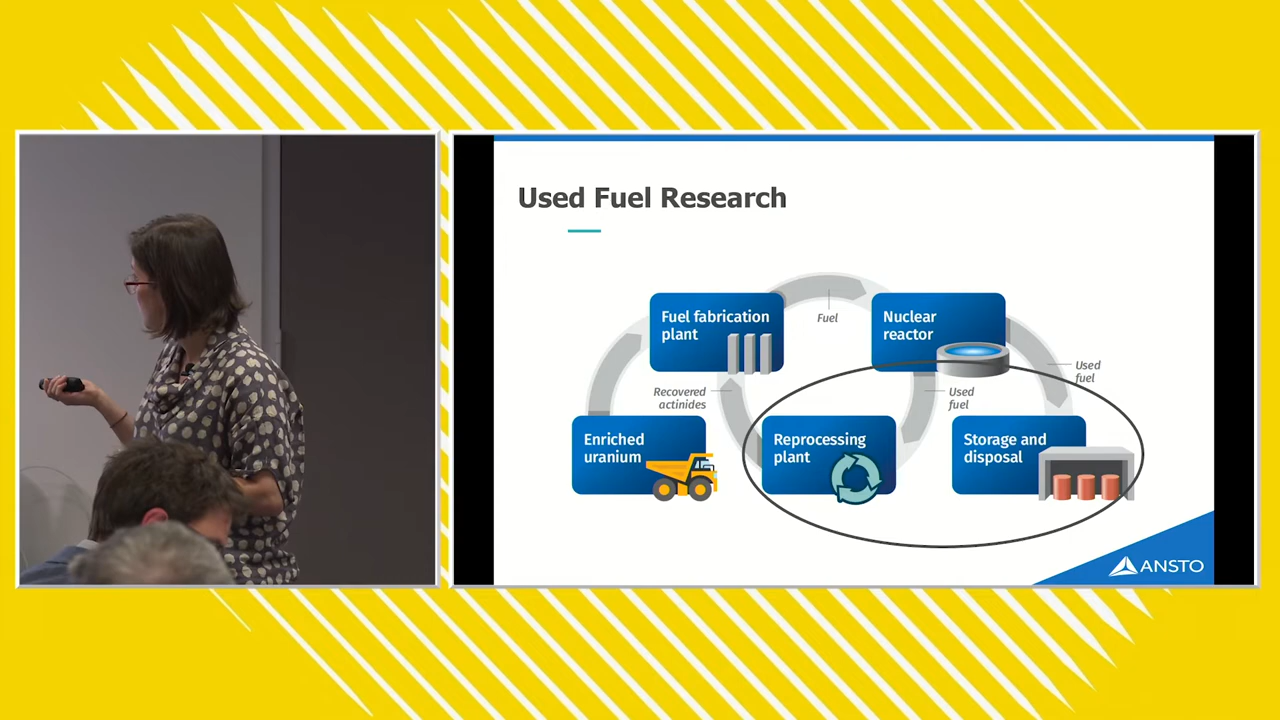 Used Fuel Research
Fuel fabrication
plant
Fuel
Nuclear
reactor
Recovered
actinides
Used
fuel
Used
fuel
Enriched
uranium
Reprocessing
plant
Storage and
disposal
ANSTO